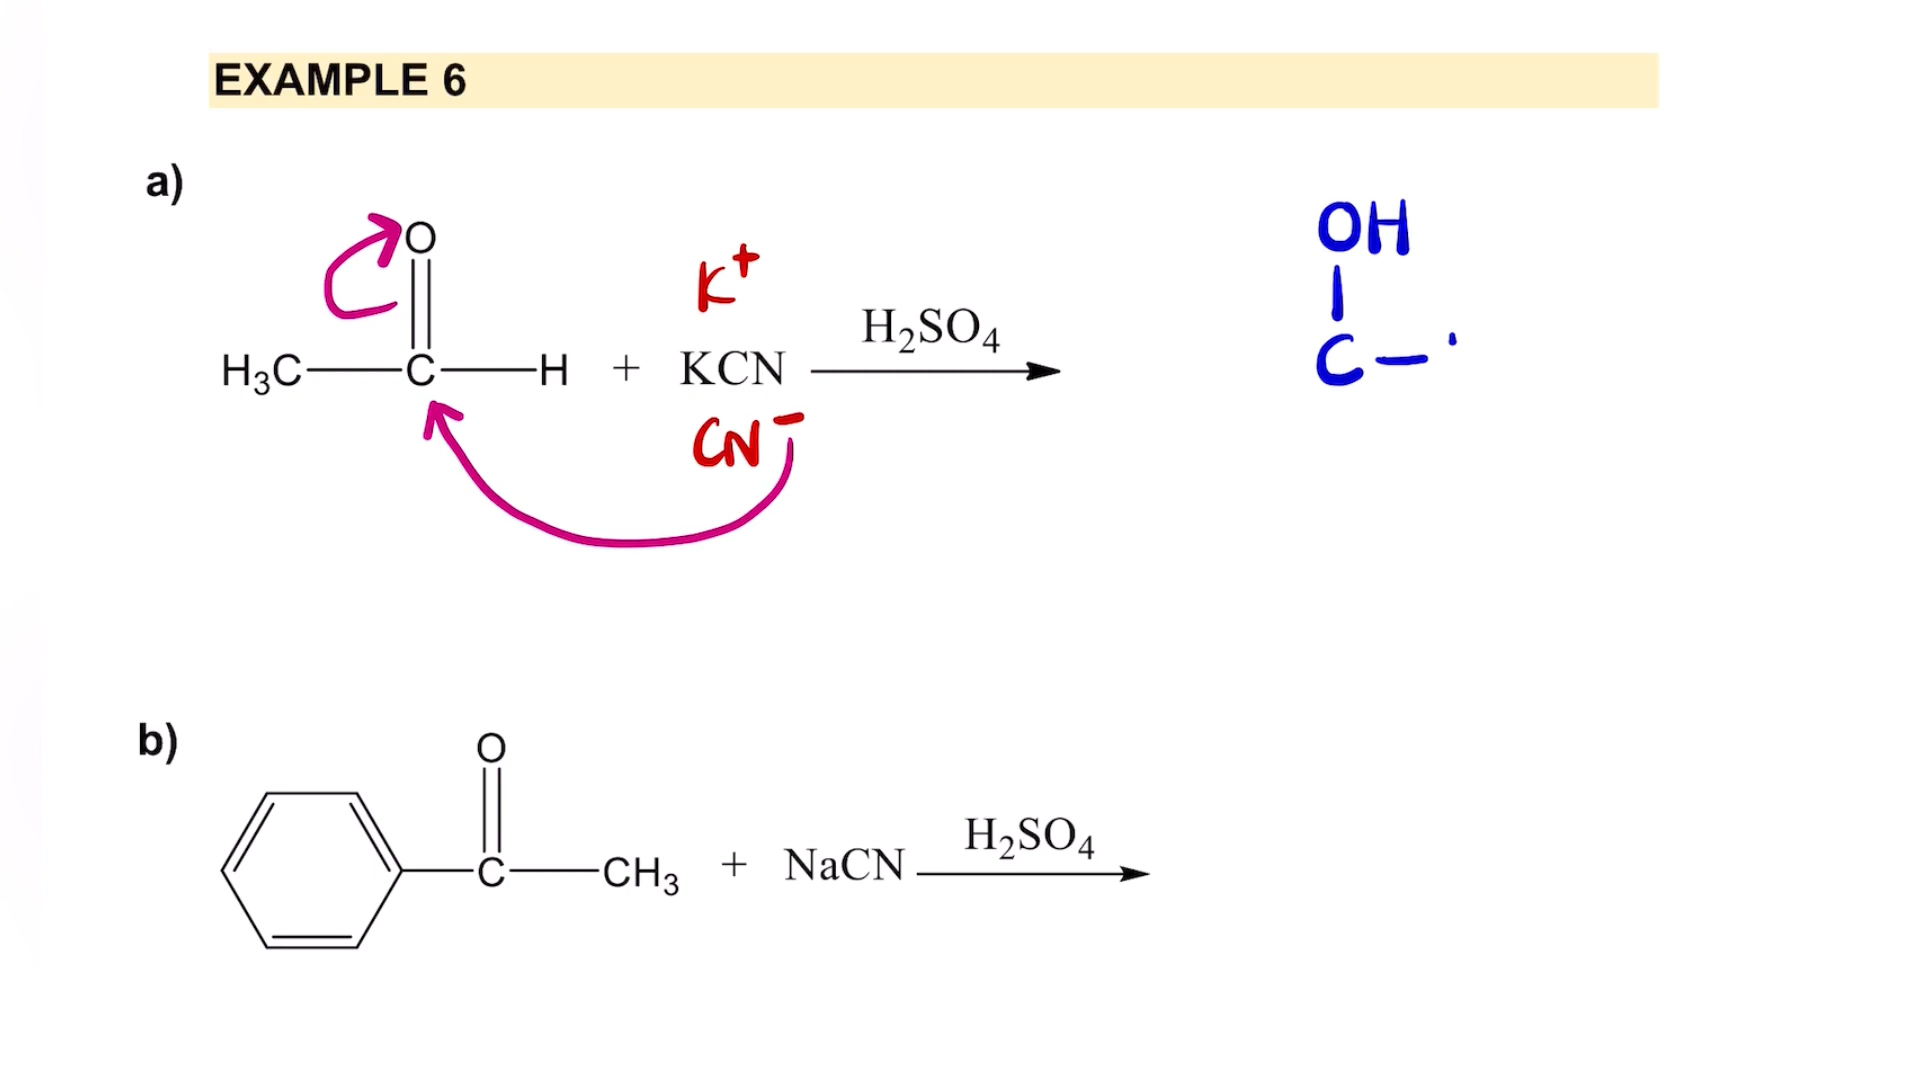 EXAMPLE 6
a)
O
H₃C C H + KCN H₂SO₄
K⁺
CN⁻
OH
C
b)
O
C CH₃ + NaCN H₂SO₄